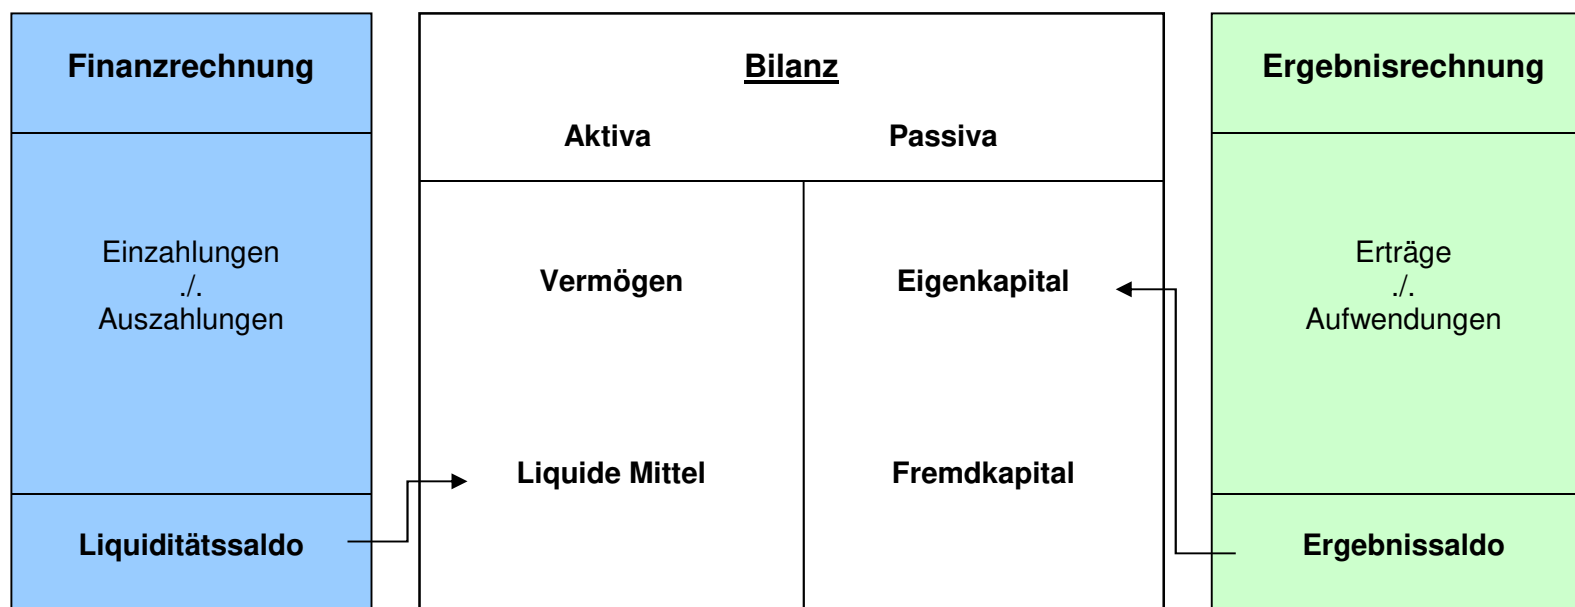 Finanzrechnung
Einzahlungen
./.
Auszahlungen
Liquiditätssaldo
Bilanz
Aktiva Passiva
Vermögen Eigenkapital
Liquide Mittel Fremdkapital
Ergebnisrechnung
Erträge
./.
Aufwendungen
Ergebnissaldo